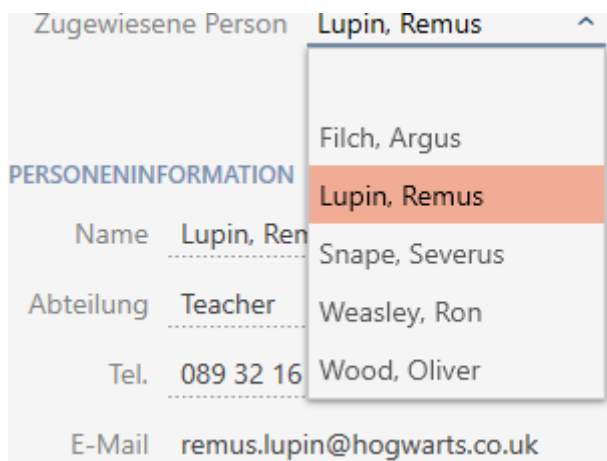 Zugewiesene Person Lupin, Remus
Filch, Argus
PERSONENINFORMATION
Lupin, Remus
Name Lupin,
Snape, Severus
Abteilung Teacher
Weasley, Ron
Tel. 089 32 16
Wood, Oliver
E-Mail remus.lupin@hogwarts.co.uk